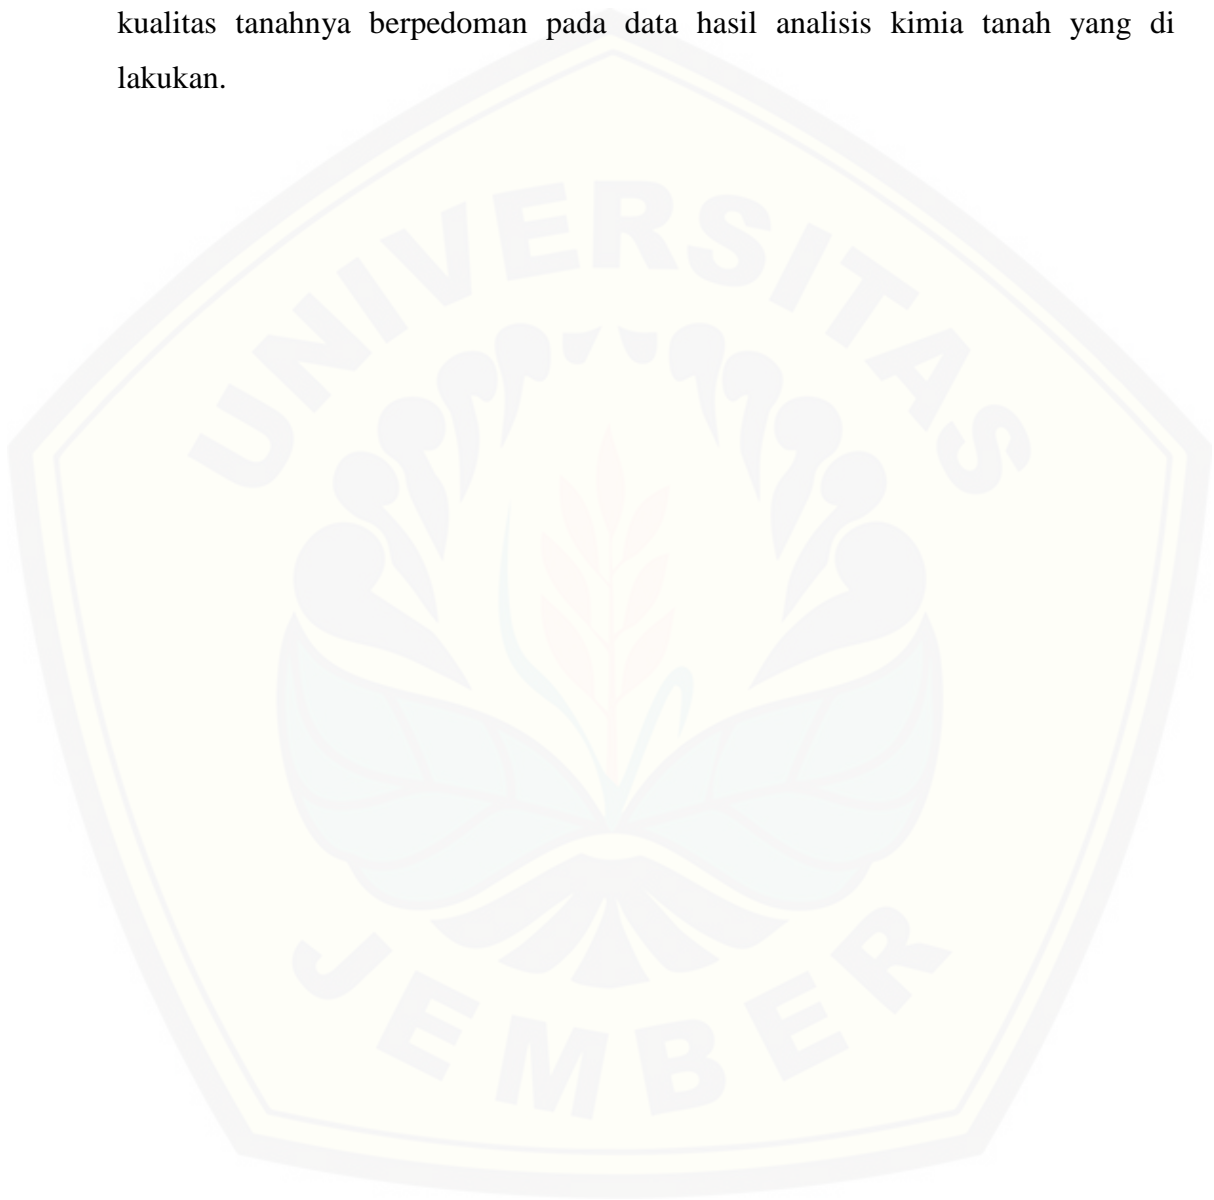 kualitas tanahnya berpedoman pada data hasil analisis kimia tanah yang di
lakukan.
UNIVERSITAS
JEMBER